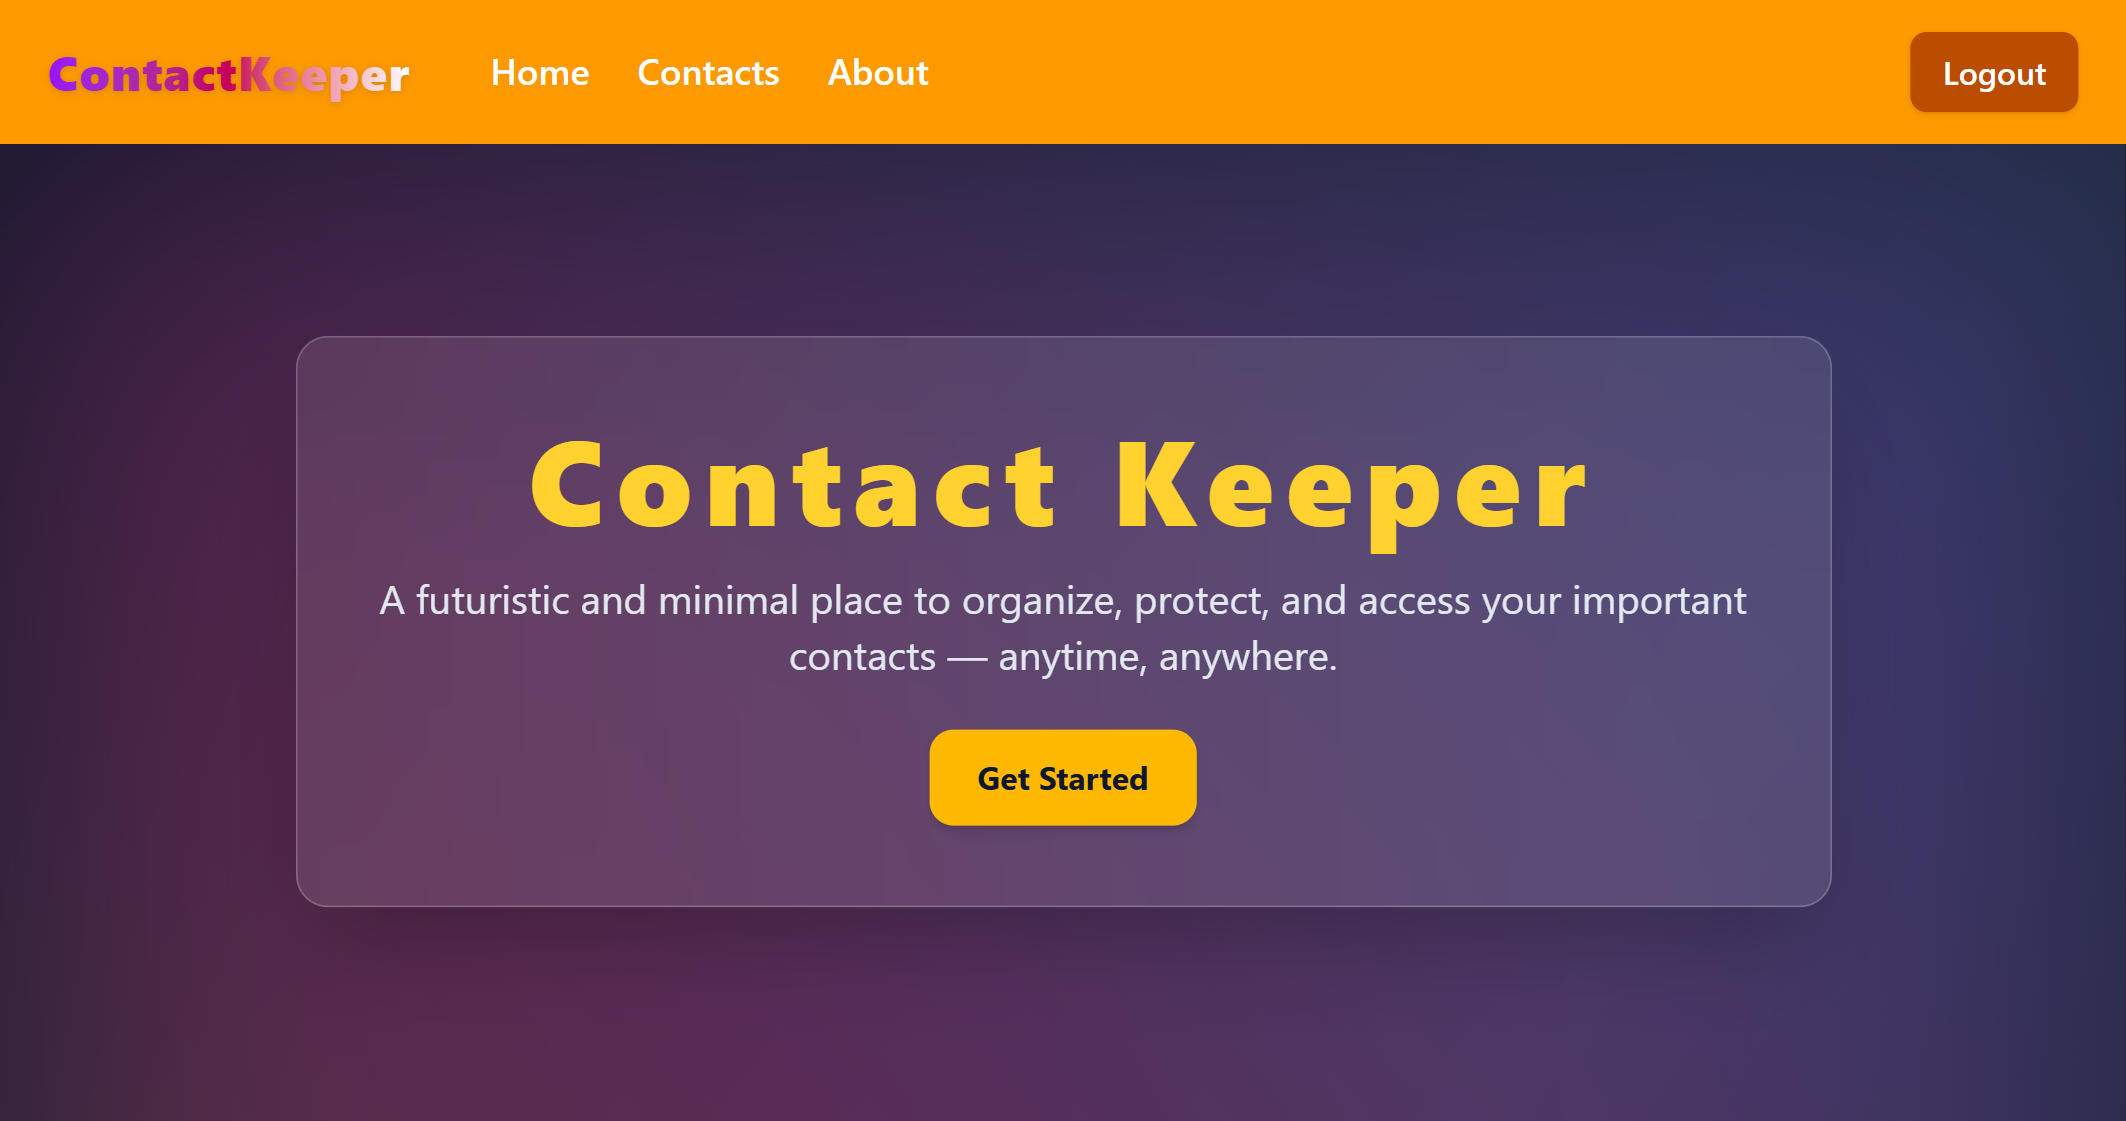 ContactKeeper Home Contacts About Logout
Contact Keeper
A futuristic and minimal place to organize, protect, and access your important
contacts — anytime, anywhere.
Get Started